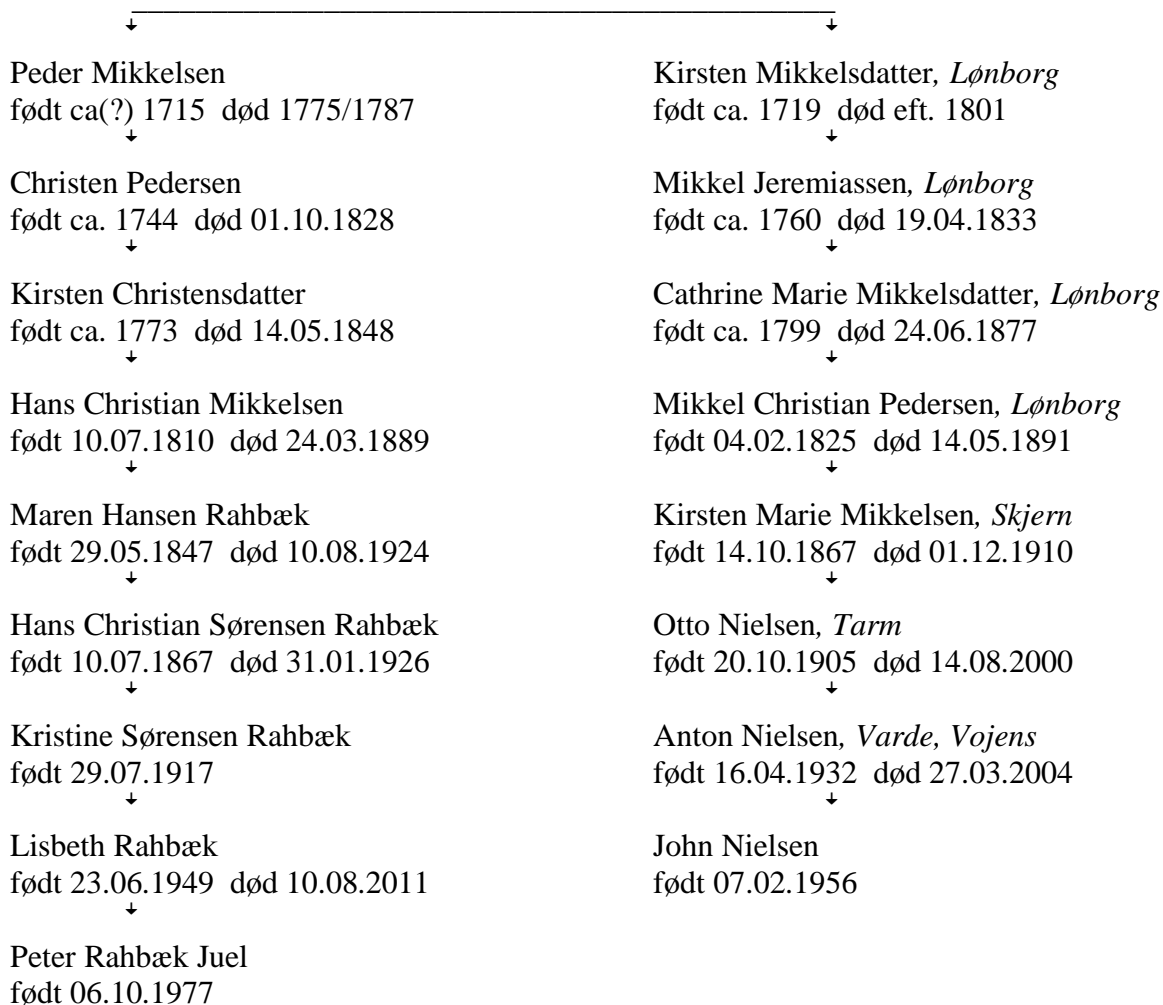 Peder Mikkelsen
født ca(?) 1715 død 1775/1787
Christen Pedersen
født ca. 1744 død 01.10.1828
Kirsten Christensdatter
født ca. 1773 død 14.05.1848
Hans Christian Mikkelsen
født 10.07.1810 død 24.03.1889
Maren Hansen Rahbæk
født 29.05.1847 død 10.08.1924
Hans Christian Sørensen Rahbæk
født 10.07.1867 død 31.01.1926
Kristine Sørensen Rahbæk
født 29.07.1917
Lisbeth Rahbæk
født 23.06.1949 død 10.08.2011
Peter Rahbæk Juel
født 06.10.1977
Kirsten Mikkelsdatter, Lønborg
født ca. 1719 død eft. 1801
Mikkel Jeremiassen, Lønborg
født ca. 1760 død 19.04.1833
Cathrine Marie Mikkelsdatter, Lønborg
født ca. 1799 død 24.06.1877
Mikkel Christian Pedersen, Lønborg
født 04.02.1825 død 14.05.1891
Kirsten Marie Mikkelsen, Skjern
født 14.10.1867 død 01.12.1910
Otto Nielsen, Tarm
født 20.10.1905 død 14.08.2000
Anton Nielsen, Varde, Vojens
født 16.04.1932 død 27.03.2004
John Nielsen
født 07.02.1956